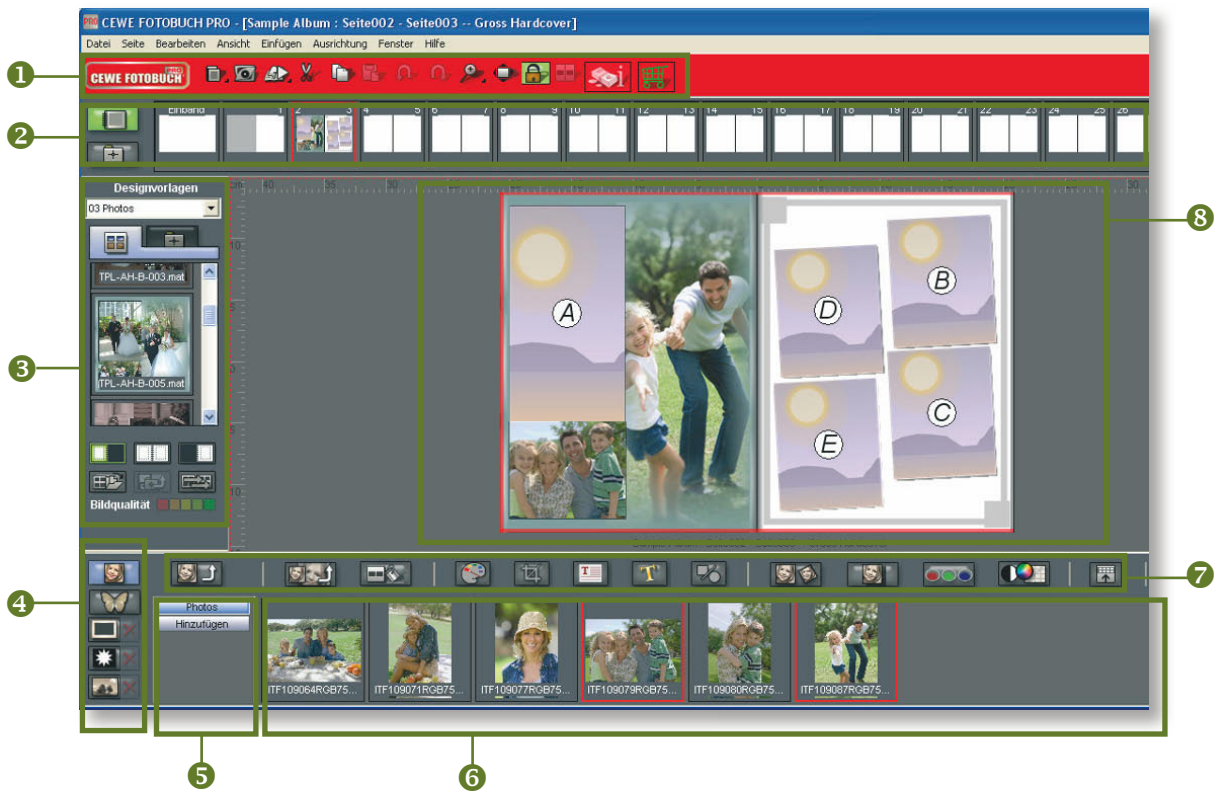 CEWE FOTOBUCH PRO - [Sample Album : Seite002 - Seite003 -- Gross Hardcover]
Datei Seite Bearbeiten Ansicht Einfügen Ausrichtung Fenster Hilfe
1
CEWE FOTOBUCH
2
Einband 1 2 3 4 5 6 7 8 9 10 11 12 13 14 15 16 17 18 19 20 21 22 23 24 25 26
Designvorlagen
03 Photos
TPL-AH-B-003.mat
TPL-AH-B-005.mat
3
Bildqualität
A
B
D
C
E
8
4
7
Photos
Hinzufügen
ITF109064RGB75... ITF109071RGB75... ITF109077RGB75... ITF109079RGB75... ITF109080RGB75... ITF109087RGB75...
5
6